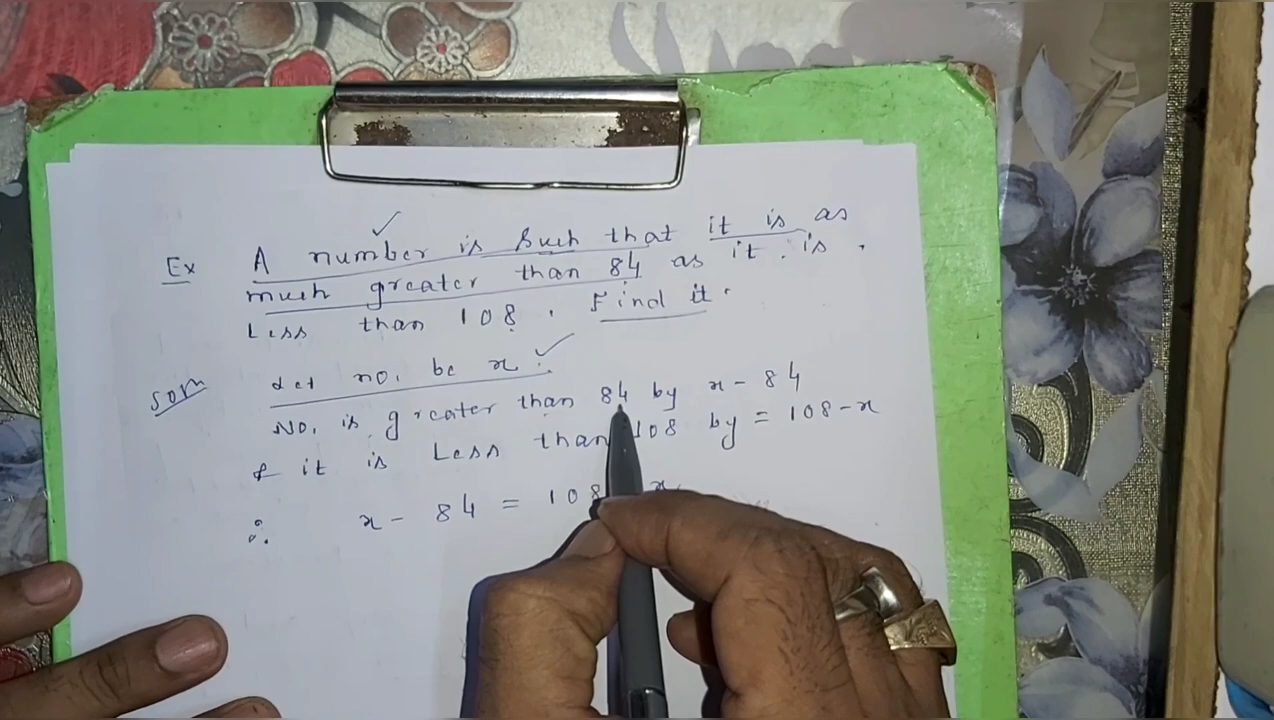 Ex A number is such that it is as
much greater than 84 as it is
Less than 108. Find it.
Soln Let no. be x.
No. is greater than 84 by x - 84
& it is Less than 108 by = 108 - x
∴ x - 84 = 108 x